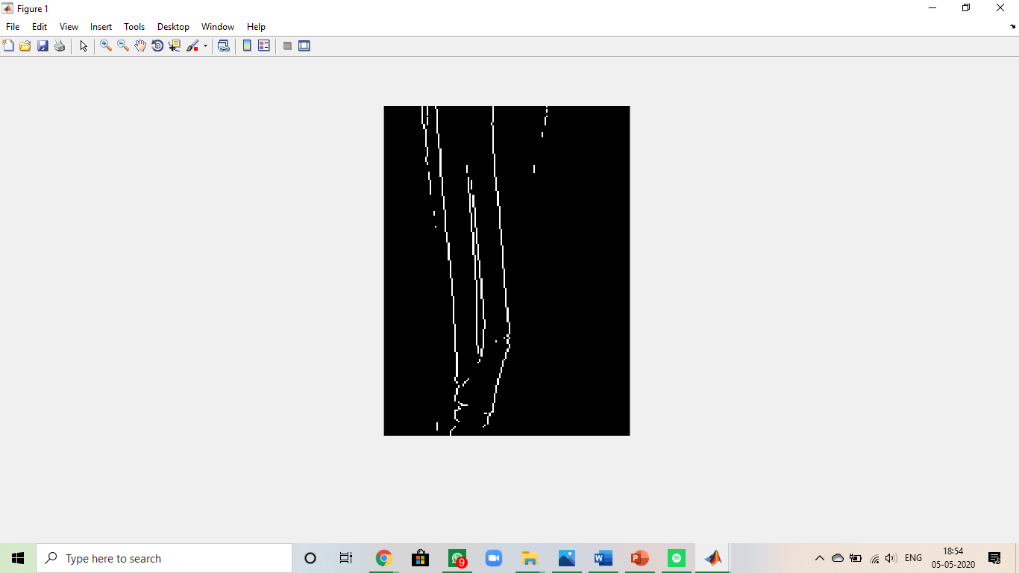 Figure 1
File Edit View Insert Tools Desktop Window Help
Type here to search
9
ENG
18:54
05-05-2020